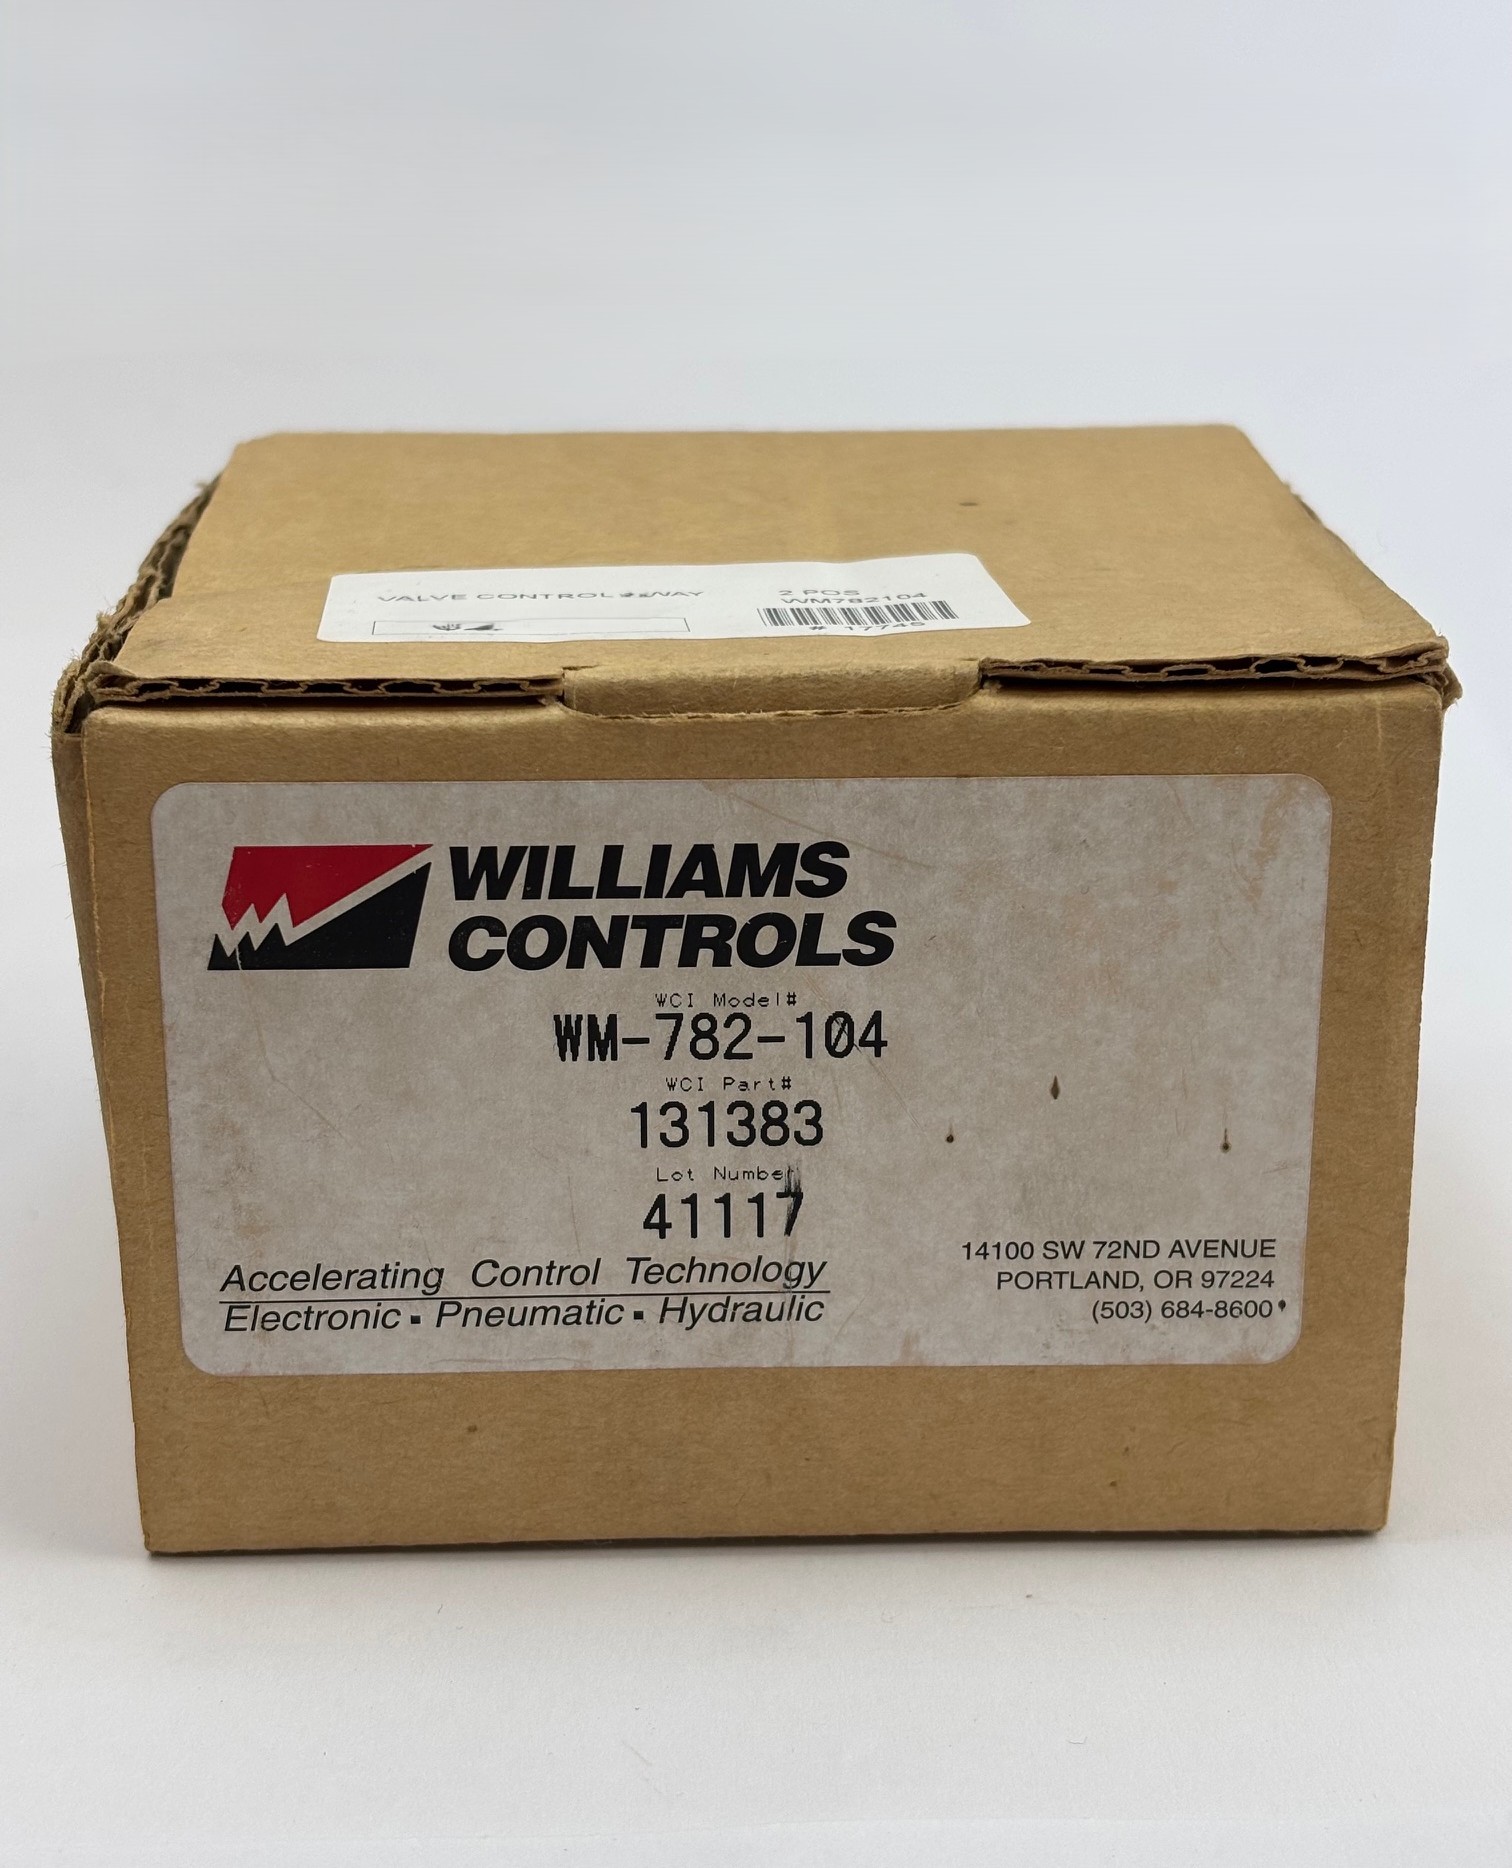 VALVE CONTROL
2 POS
WM782104
# 17745
WILLIAMS
CONTROLS
WCI Model#
WM-782-104
WCI Part#
131383
Lot Number
41117
Accelerating Control Technology
Electronic ▪ Pneumatic ▪ Hydraulic
14100 SW 72ND AVENUE
PORTLAND, OR 97224
(503) 684-8600